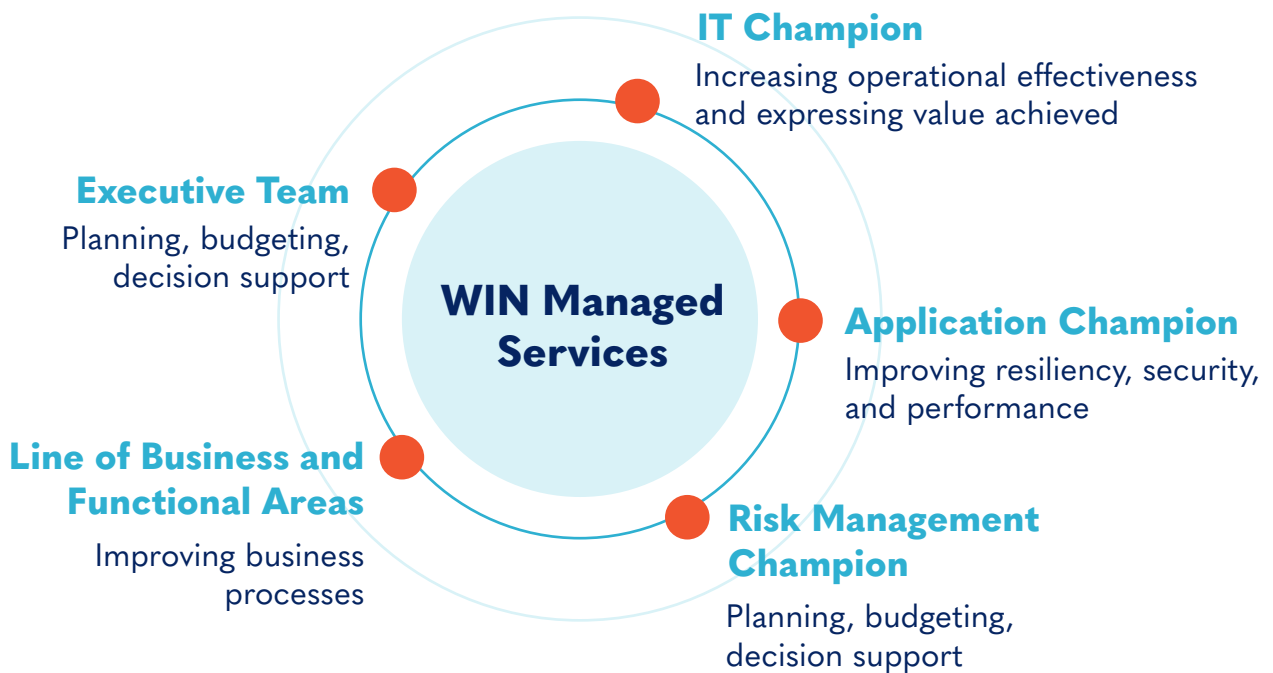 IT Champion
Increasing operational effectiveness
and expressing value achieved
Executive Team
Planning, budgeting,
decision support
WIN Managed
Services
Application Champion
Improving resiliency, security,
and performance
Line of Business and
Functional Areas
Improving business
processes
Risk Management
Champion
Planning, budgeting,
decision support